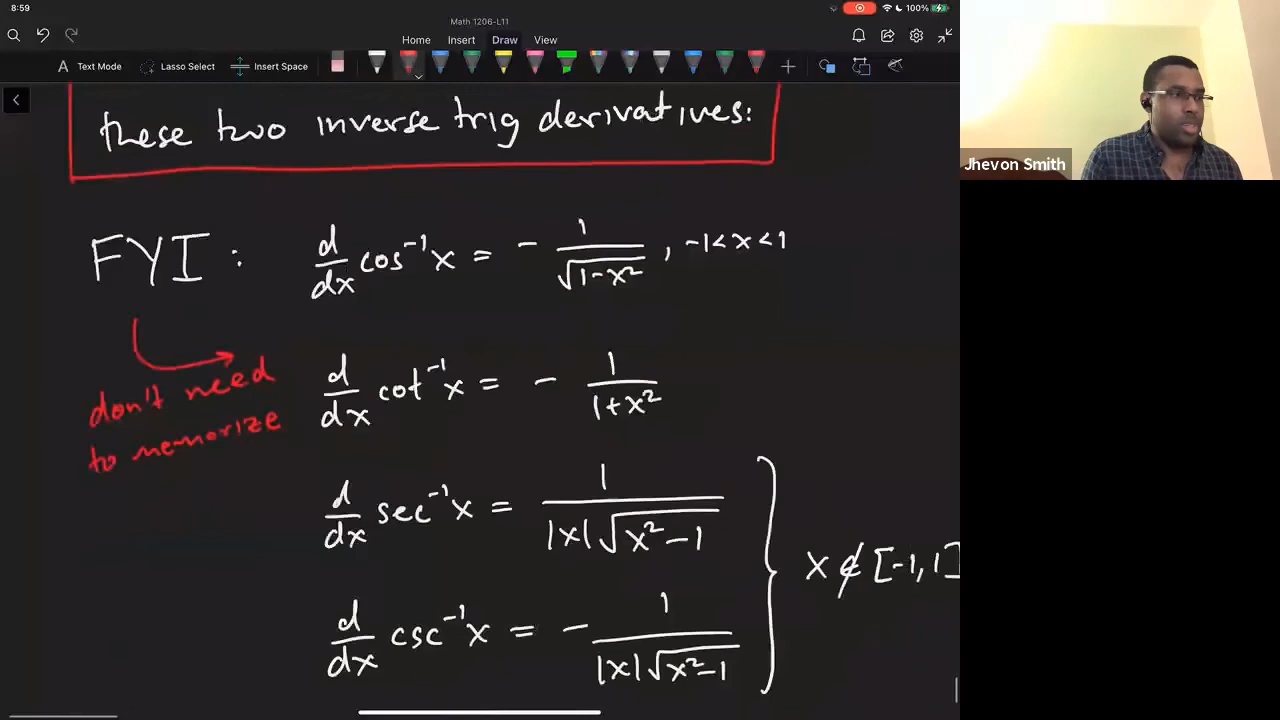 8:59
100%
Math 1206-L11
Home Insert Draw View
Text Mode Lasso Select Insert Space
these two inverse trig derivatives:
Jhevon Smith
FYI: d/dx cos⁻¹x = - 1/√(1-x²), -1<x<1
don't need
to memorize
d/dx cot⁻¹x = - 1/(1+x²)
d/dx sec⁻¹x = 1/(|x|√(x²-1))
d/dx csc⁻¹x = - 1/(|x|√(x²-1))
} x ∉ [-1,1]